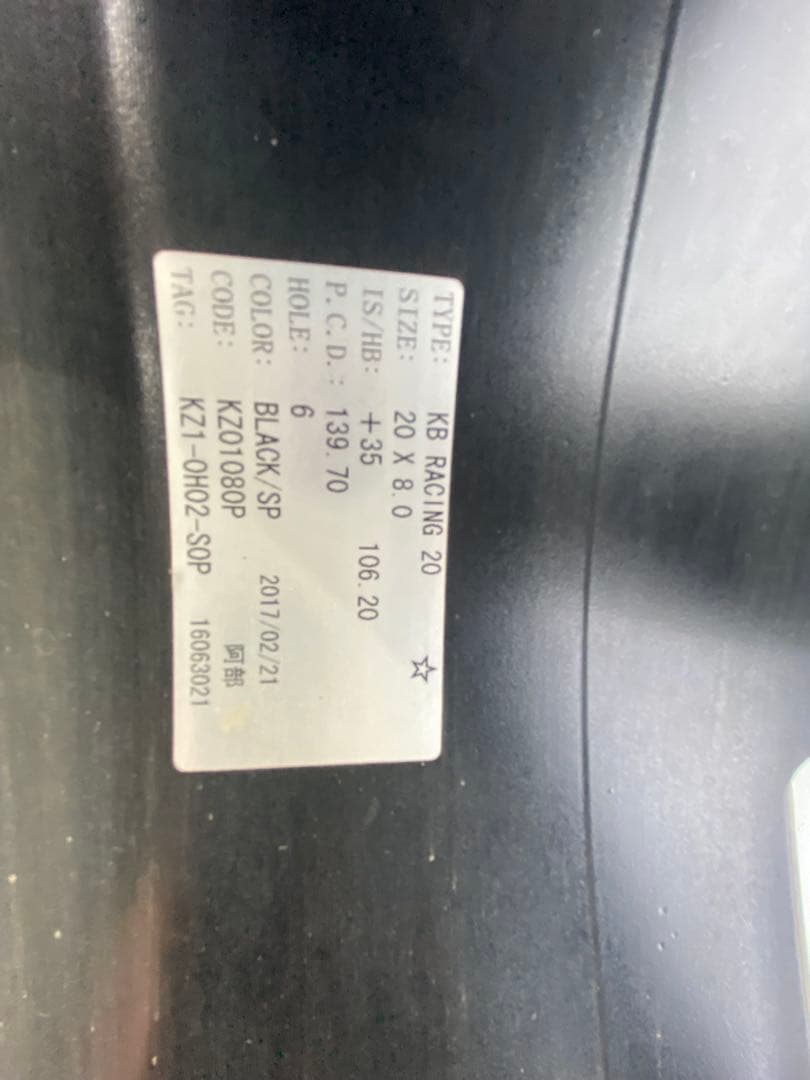 TYPE: KB RACING 20 ☆
SIZE: 20 X 8.0
IS/HB: +35 106.20
P.C.D.: 139.70
HOLE: 6
COLOR: BLACK/SP 2017/02/21
CODE: KZ01080P 阿部
TAG: KZ1-0H02-S0P 16063021